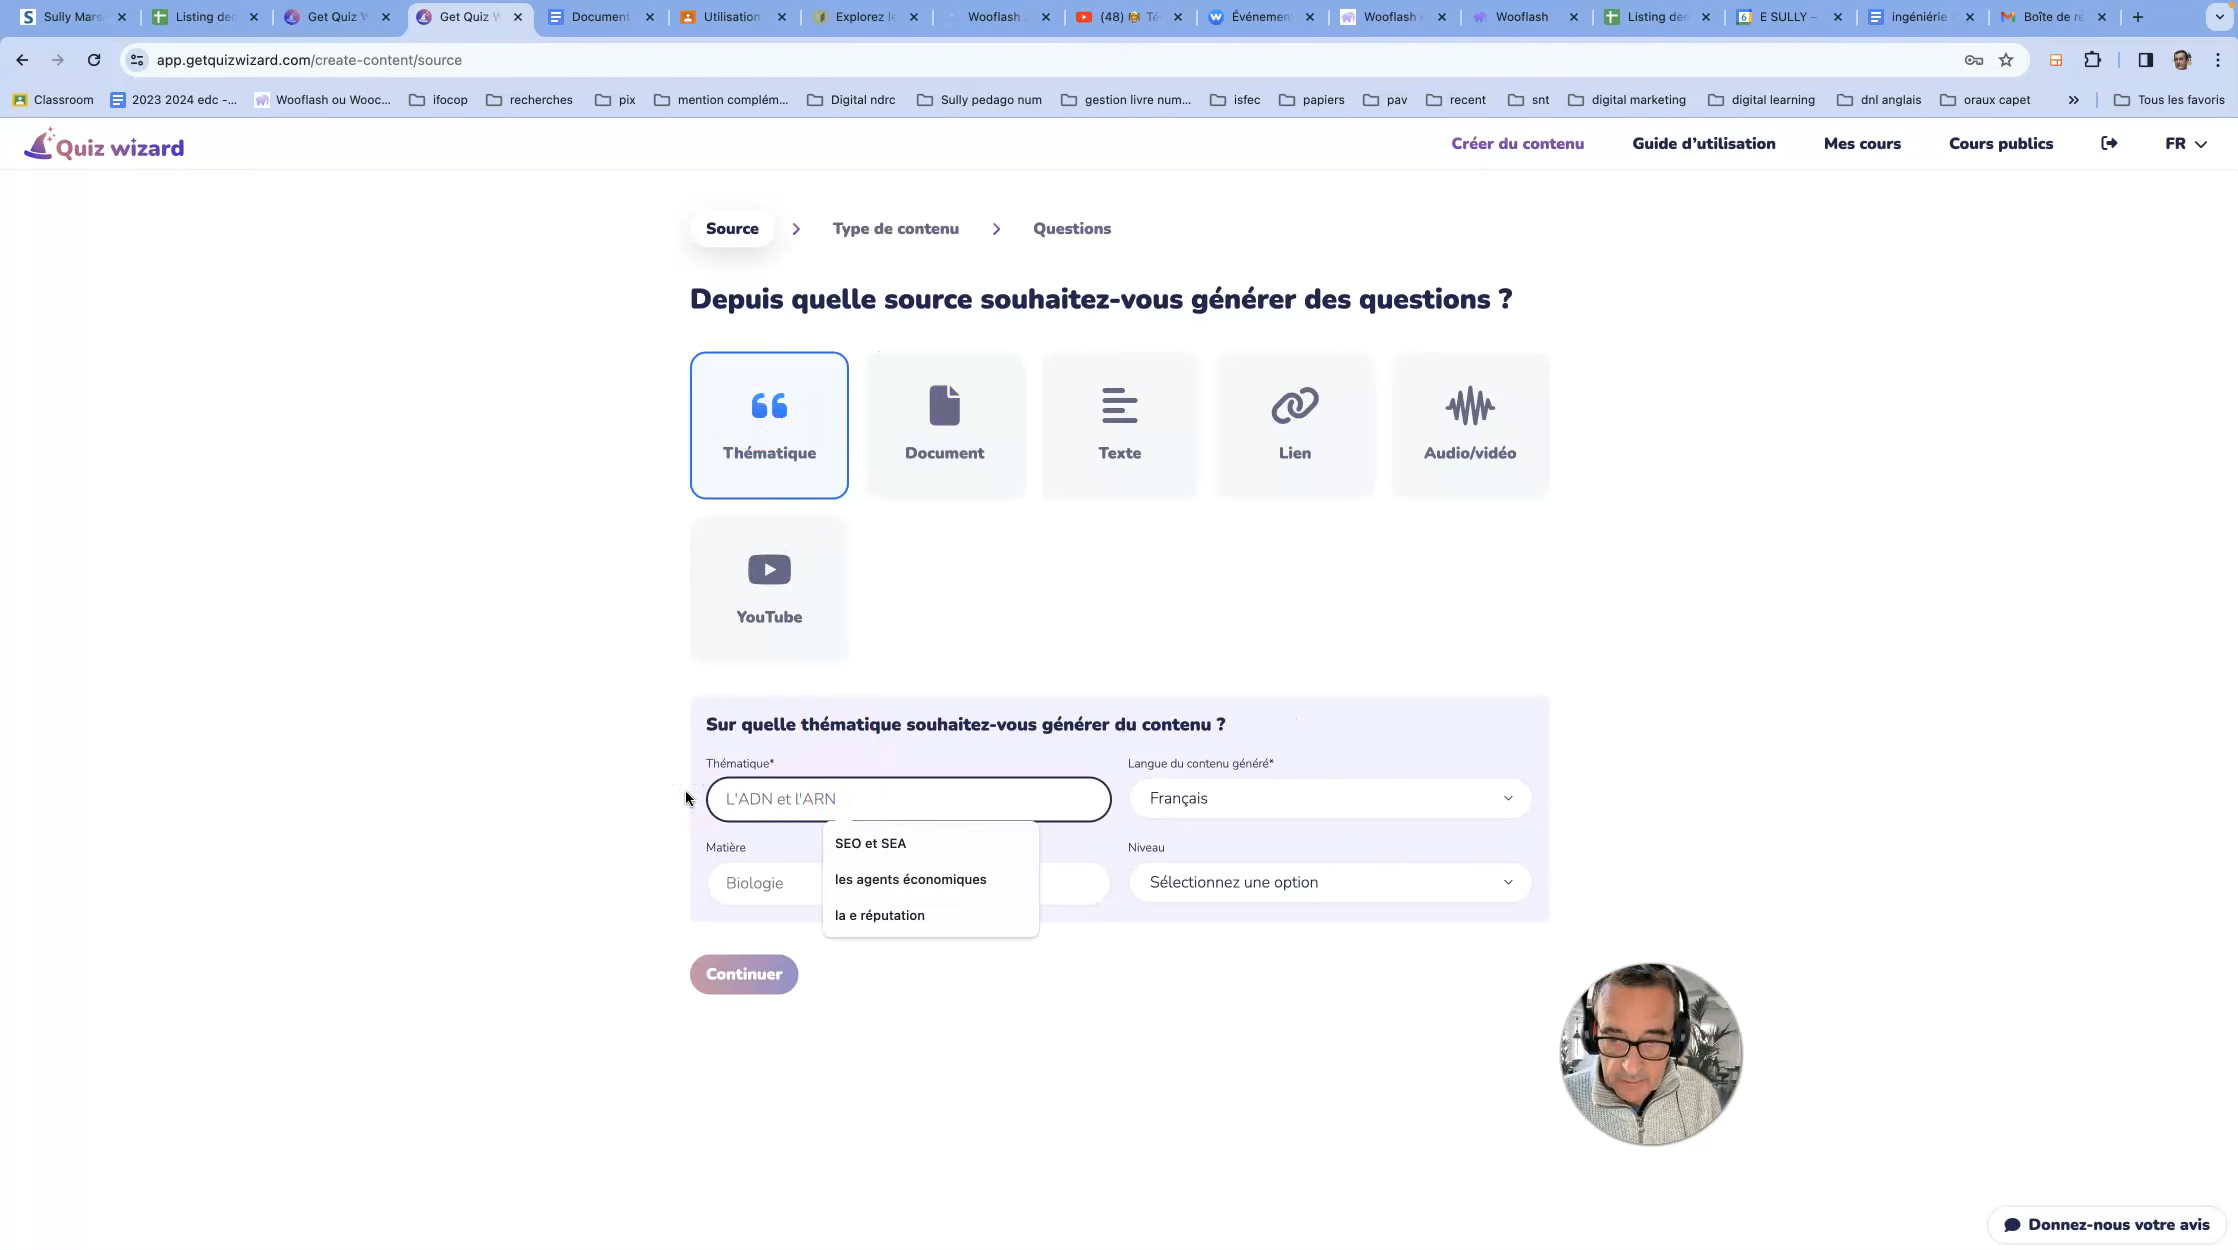 Sully Mars
Listing de
Get Quiz W
Get Quiz W
Document
Utilisation
Explorez l
Wooflash
(48)
Événemen
Wooflash
Wooflash
Listing de
E SULLY –
ingéniérie
Boîte de ré
app.getquizwizard.com/create-content/source
Classroom
2023 2024 edc -...
Wooflash ou Wooc...
ifocop
recherches
pix
mention complém...
Digital ndrc
Sully pedago num
gestion livre num...
isfec
papiers
pav
recent
snt
digital marketing
digital learning
dnl anglais
oraux capet
»
Tous les favoris
Quiz wizard
Créer du contenu
Guide d'utilisation
Mes cours
Cours publics
FR
Source
Type de contenu
Questions
Depuis quelle source souhaitez-vous générer des questions ?
Thématique
Document
Texte
Lien
Audio/vidéo
YouTube
Sur quelle thématique souhaitez-vous générer du contenu ?
Thématique*
Langue du contenu généré*
L'ADN et l'ARN
Français
SEO et SEA
Matière
Niveau
les agents économiques
Biologie
Sélectionnez une option
la e réputation
Continuer
Donnez-nous votre avis